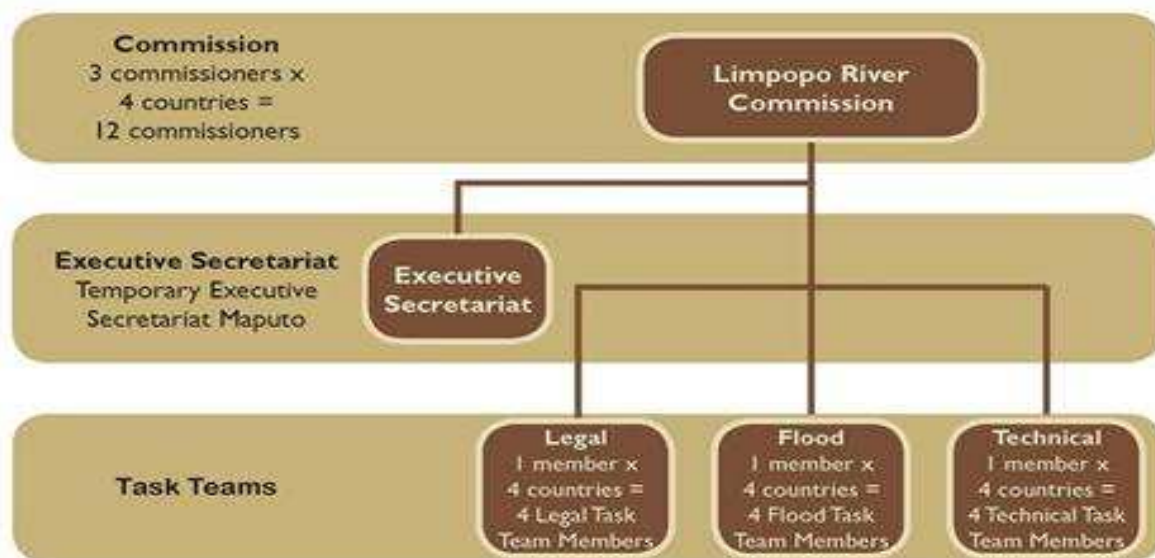 Commission
3 commissioners x
4 countries =
12 commissioners
Limpopo River
Commission
Executive Secretariat
Temporary Executive
Secretariat Maputo
Executive
Secretariat
Task Teams
Legal
1 member x
4 countries =
4 Legal Task
Team Members
Flood
1 member x
4 countries =
4 Flood Task
Team Members
Technical
1 member x
4 countries =
4 Technical Task
Team Members